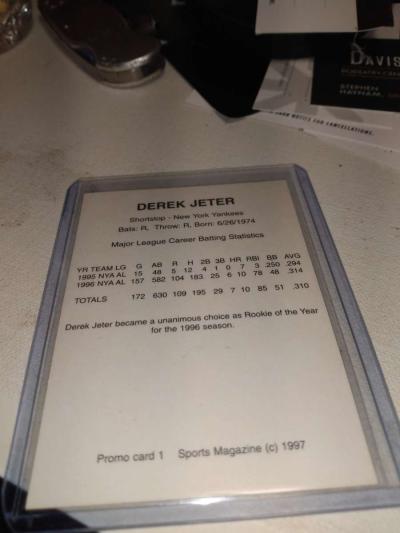 DAVIS
STEPHEN
HAYNAM,
NOTICE FOR CANCELLATIONS.
DEREK JETER
Shortstop - New York Yankees
Bats: R, Throw: R, Born: 6/26/1974
Major League Career Batting Statistics
YR TEAM LG G AB R H 2B 3B HR RBI BB AVG
1995 NYA AL 15 48 5 12 4 1 0 7 3 .250 .294
1996 NYA AL 157 582 104 183 25 6 10 78 48 .314
TOTALS 172 630 109 195 29 7 10 85 51 .310
Derek Jeter became a unanimous choice as Rookie of the Year
for the 1996 season.
Promo card 1 Sports Magazine (c) 1997